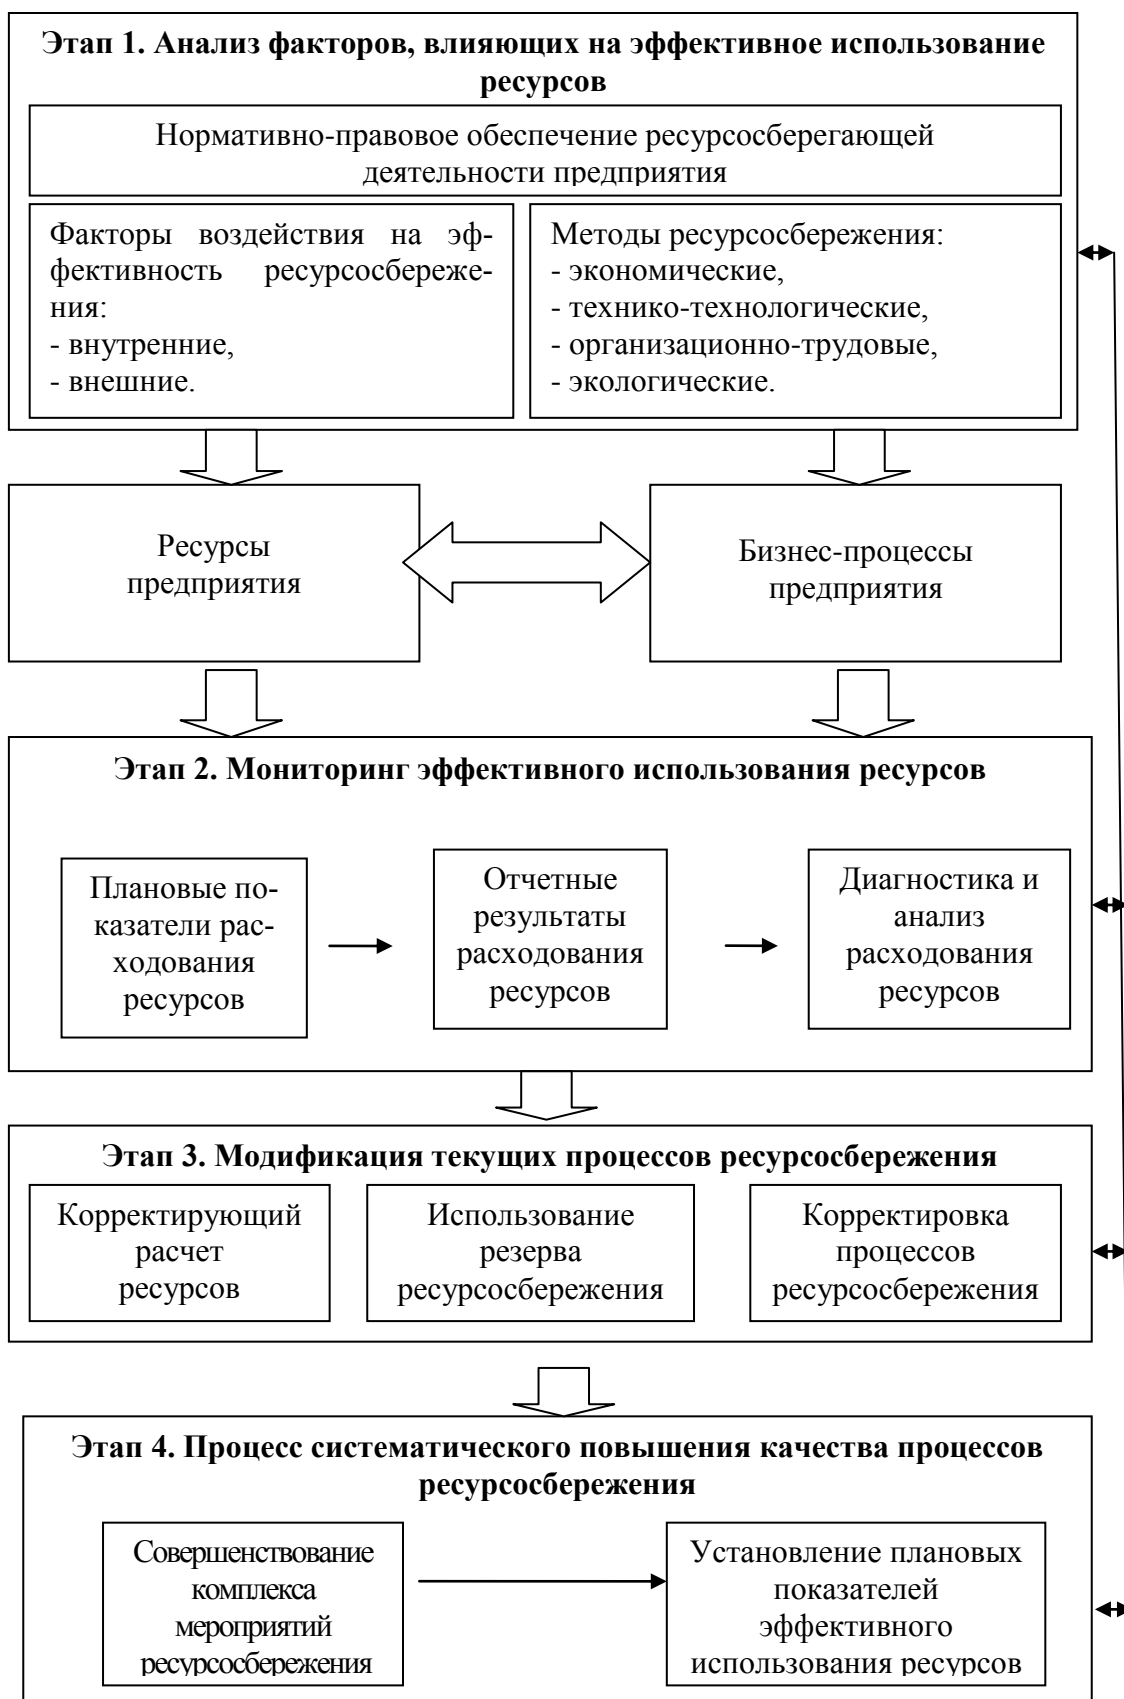 Этап 1. Анализ факторов, влияющих на эффективное использование
ресурсов
Нормативно-правовое обеспечение ресурсосберегающей
деятельности предприятия
Факторы воздействия на эф-
фективность ресурсосбереже-
ния:
- внутренние,
- внешние.
Методы ресурсосбережения:
- экономические,
- технико-технологические,
- организационно-трудовые,
- экологические.
Ресурсы
предприятия
Бизнес-процессы
предприятия
Этап 2. Мониторинг эффективного использования ресурсов
Плановые по-
казатели рас-
ходования
ресурсов
Отчетные
результаты
расходования
ресурсов
Диагностика и
анализ
расходования
ресурсов
Этап 3. Модификация текущих процессов ресурсосбережения
Корректирующий
расчет
ресурсов
Использование
резерва
ресурсосбережения
Корректировка
процессов
ресурсосбережения
Этап 4. Процесс систематического повышения качества процессов
ресурсосбережения
Совершенствование
комплекса
мероприятий
ресурсосбережения
Установление плановых
показателей
эффективного
использования ресурсов